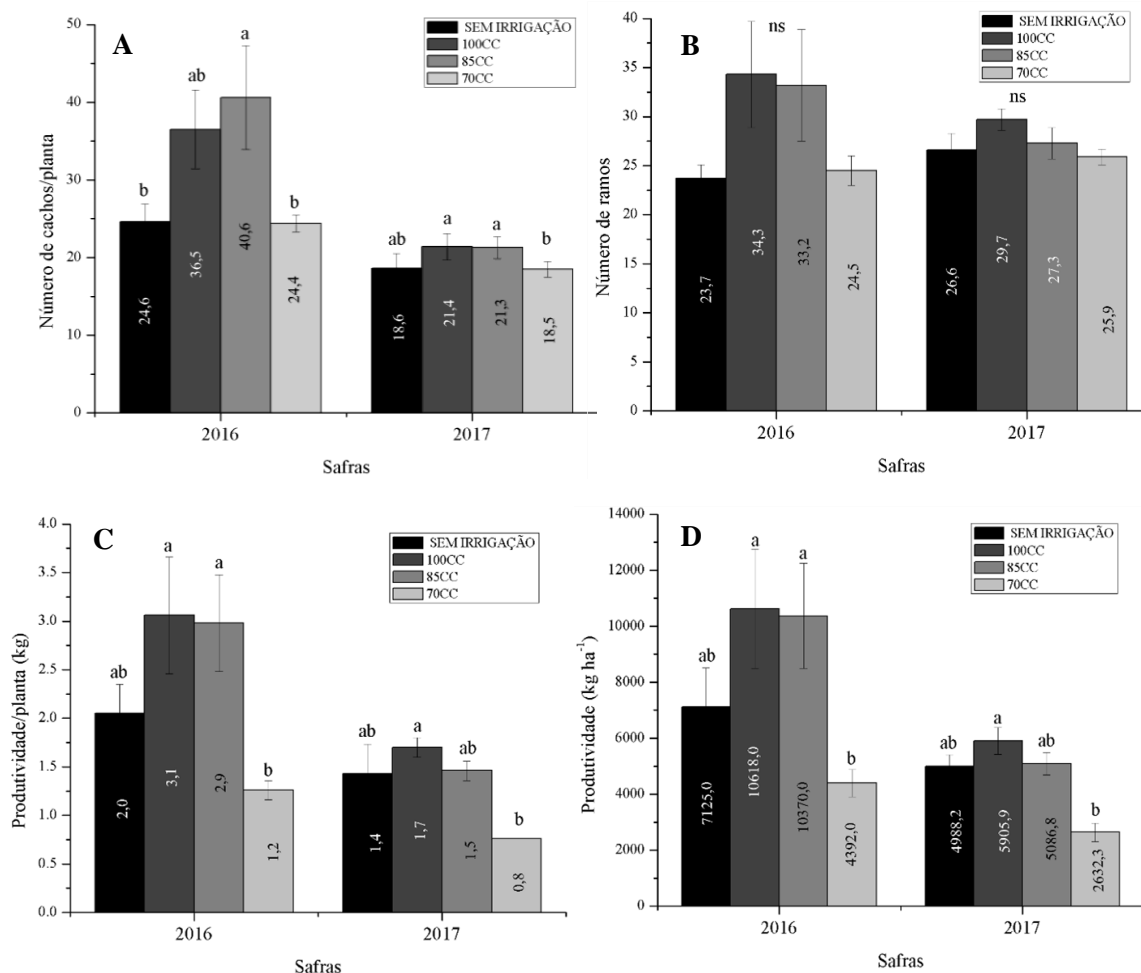 A
SEM IRRIGAÇÃO
100CC
85CC
70CC
Número de cachos/planta
50
40
30
20
10
0
b
ab
a
b
ab
a
a
b
24,6
36,5
40,6
24,4
18,6
21,4
21,3
18,5
2016
2017
Safras
B
SEM IRRIGAÇÃO
100CC
85CC
70CC
Número de ramos
40
35
30
25
20
15
10
5
0
ns
ns
23,7
34,3
33,2
24,5
26,6
29,7
27,3
25,9
2016
2017
Safras
C
SEM IRRIGAÇÃO
100CC
85CC
70CC
Produtividade/planta (kg)
4.0
3.5
3.0
2.5
2.0
1.5
1.0
0.5
0.0
ab
a
a
b
ab
a
ab
b
2,0
3,1
2,9
1,2
1,4
1,7
1,5
0,8
2016
2017
Safras
D
SEM IRRIGAÇÃO
100CC
85CC
70CC
Produtividade (kg ha⁻¹)
14000
12000
10000
8000
6000
4000
2000
0
ab
a
a
b
ab
a
ab
b
7125,0
10618,0
10370,0
4392,0
4988,2
5905,9
5086,8
2632,3
2016
2017
Safras